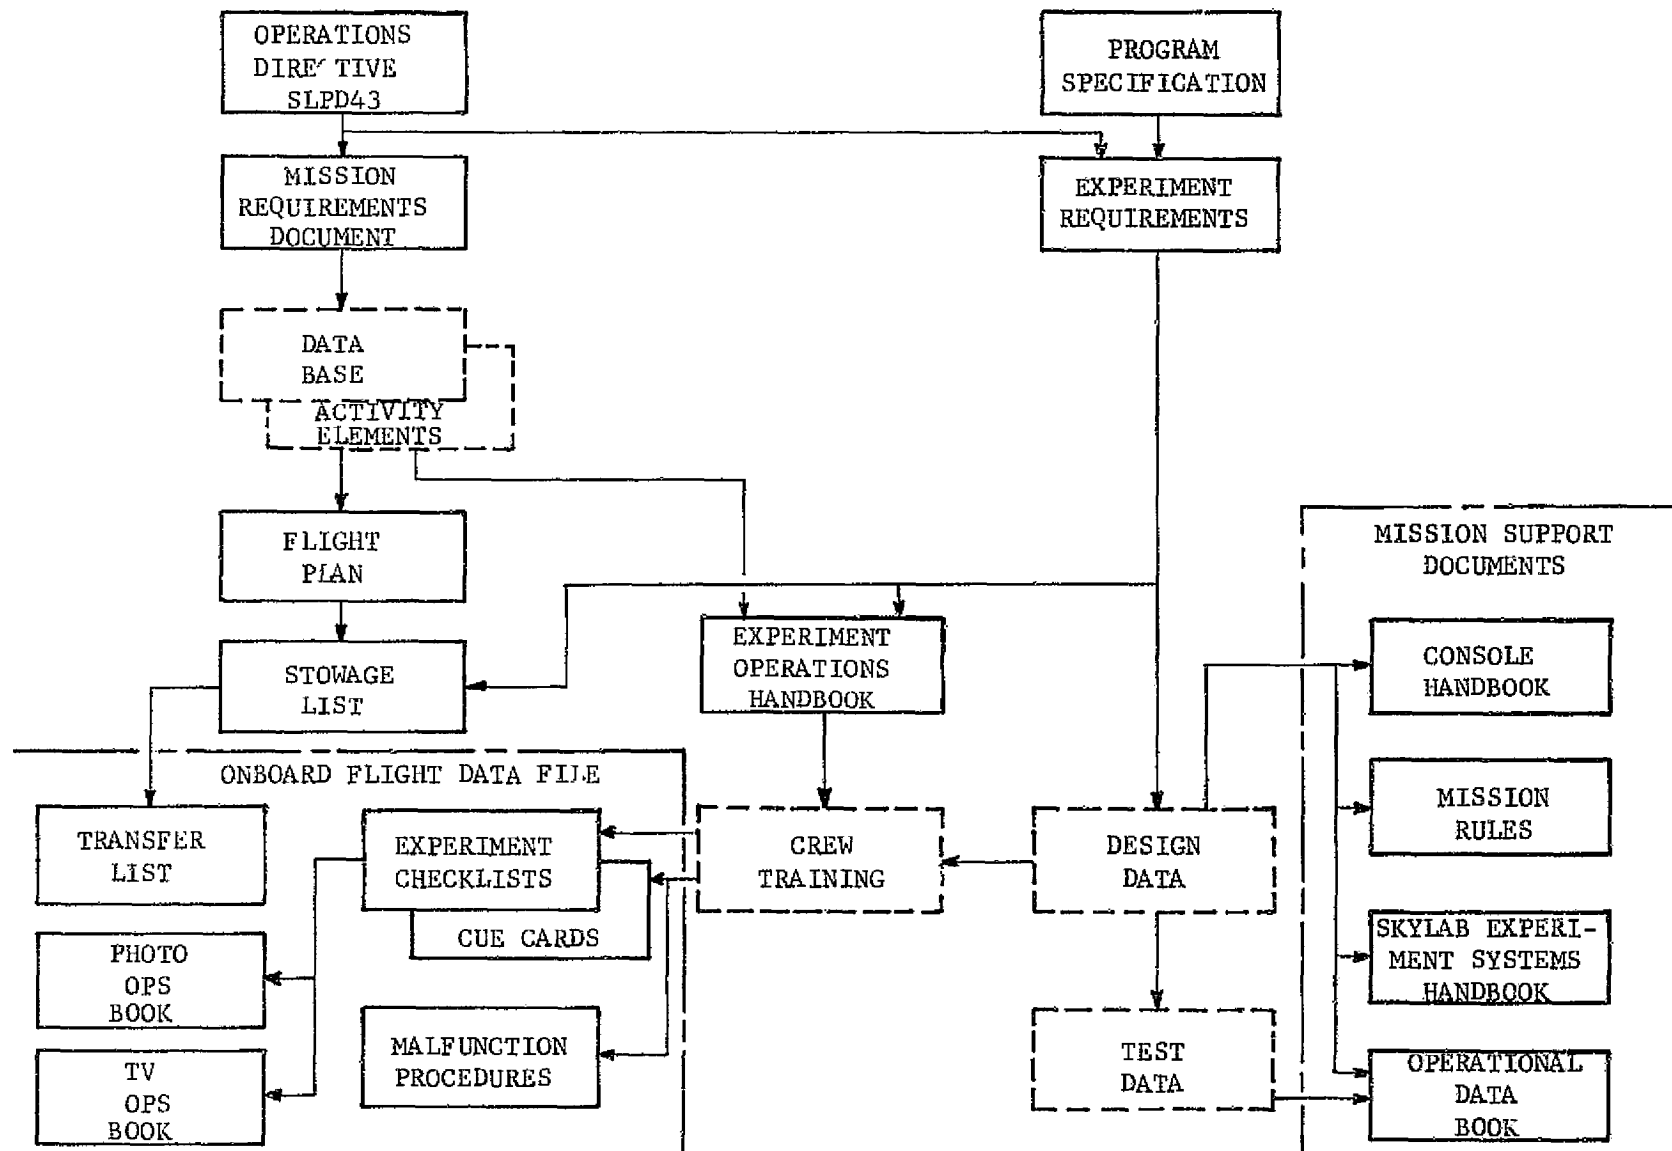 OPERATIONS
DIRE TIVE
SLPD43
PROGRAM
SPECIFICATION
MISSION
REQUIREMENTS
DOCUMENT
EXPERIMENT
REQUIREMENTS
DATA
BASE
ACTIVITY
ELEMENTS
FLIGHT
PLAN
STOWAGE
LIST
EXPERIMENT
OPERATIONS
HANDBOOK
MISSION SUPPORT
DOCUMENTS
CONSOLE
HANDBOOK
MISSION
RULES
SKYLAB EXPERI-
MENT SYSTEMS
HANDBOOK
OPERATIONAL
DATA
BOOK
ONBOARD FLIGHT DATA FILE
TRANSFER
LIST
EXPERIMENT
CHECKLISTS
CUE CARDS
CREW
TRAINING
DESIGN
DATA
PHOTO
OPS
BOOK
MALFUNCTION
PROCEDURES
TEST
DATA
TV
OPS
BOOK